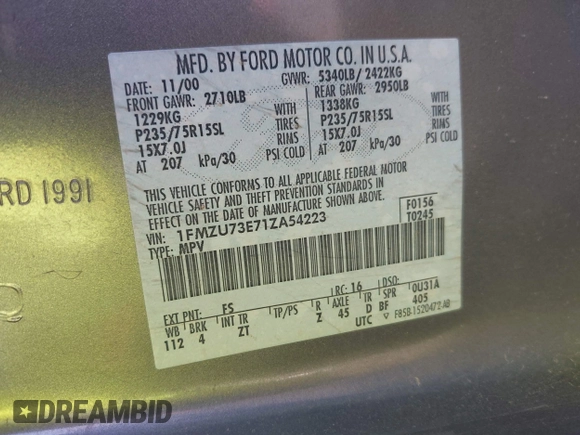 MFD. BY FORD MOTOR CO. IN U.S.A.
DATE: 11/00 GVWR: 5340LB/ 2422KG
FRONT GAWR: 2710LB REAR GAWR: 2950LB
1229KG WITH 1338KG WITH
P235/75R15SL TIRES P235/75R15SL TIRES
15X7.0J RIMS 15X7.0J RIMS
AT 207 kPa/30 PSI COLD AT 207 kPa/30 PSI COLD
THIS VEHICLE CONFORMS TO ALL APPLICABLE FEDERAL MOTOR
VEHICLE SAFETY AND THEFT PREVENTION STANDARDS IN
EFFECT ON THE DATE OF MANUFACTURE SHOWN ABOVE.
VIN: 1FMZU73E71ZA54223 F0156
TYPE: MPV T0245
RC: 16 DSO:
EXT PNT: FS 0U31A
WB BRK INT TR TP/PS R AXLE TR SPR
112 4 ZT Z 45 D BF 405
UTC F85B-1520472-AB
RD 1991
DREAMBID